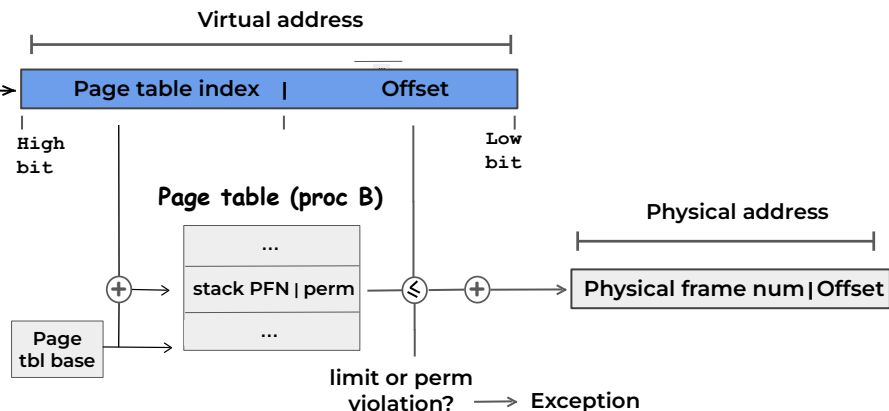 Virtual address
Page table index | Offset
High
bit
Low
bit
Page table (proc B)
Physical address
...
stack PFN | perm
...
+
≤
+
Physical frame num | Offset
Page
tbl base
limit or perm
violation?
Exception